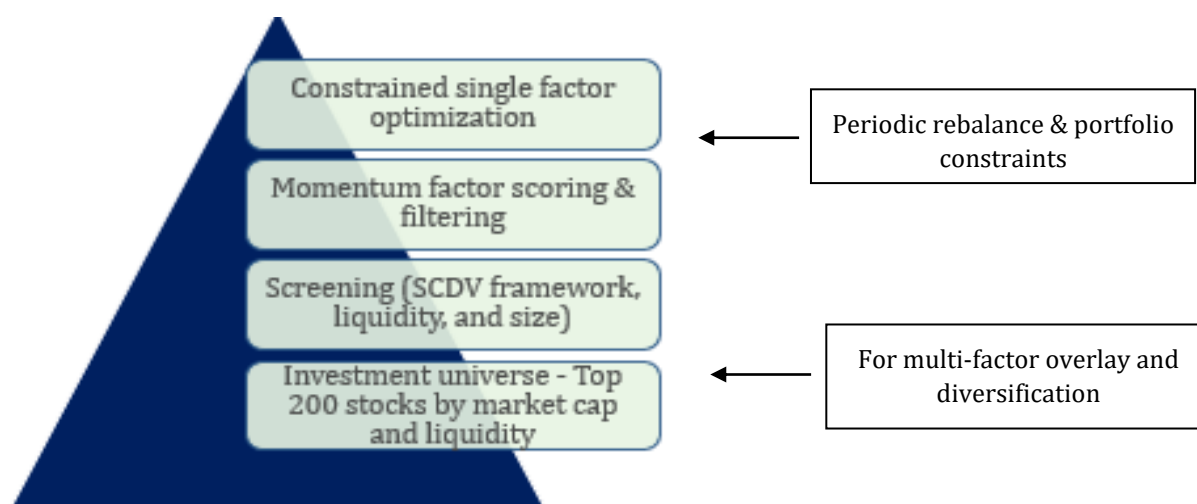 Constrained single factor
optimization
Periodic rebalance & portfolio
constraints
Momentum factor scoring &
filtering
Screening (SCDV framework,
liquidity, and size)
Investment universe - Top
200 stocks by market cap
and liquidity
For multi-factor overlay and
diversification